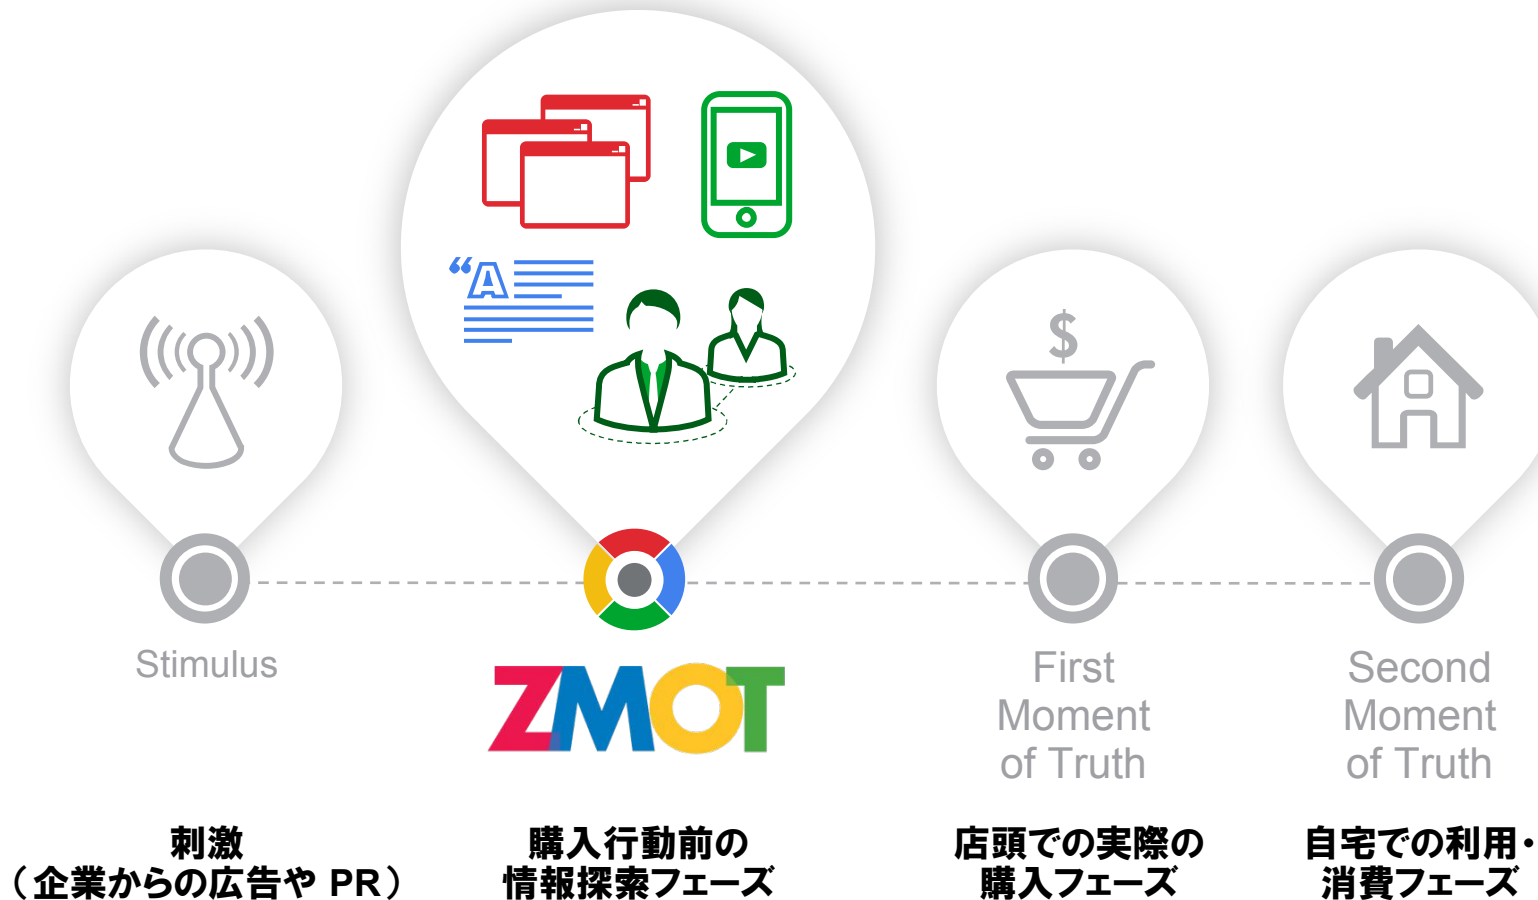 “A
$
Stimulus
ZMOT
First
Moment
of Truth
Second
Moment
of Truth
刺激
（企業からの広告や PR）
購入行動前の
情報探索フェーズ
店頭での実際の
購入フェーズ
自宅での利用・
消費フェーズ